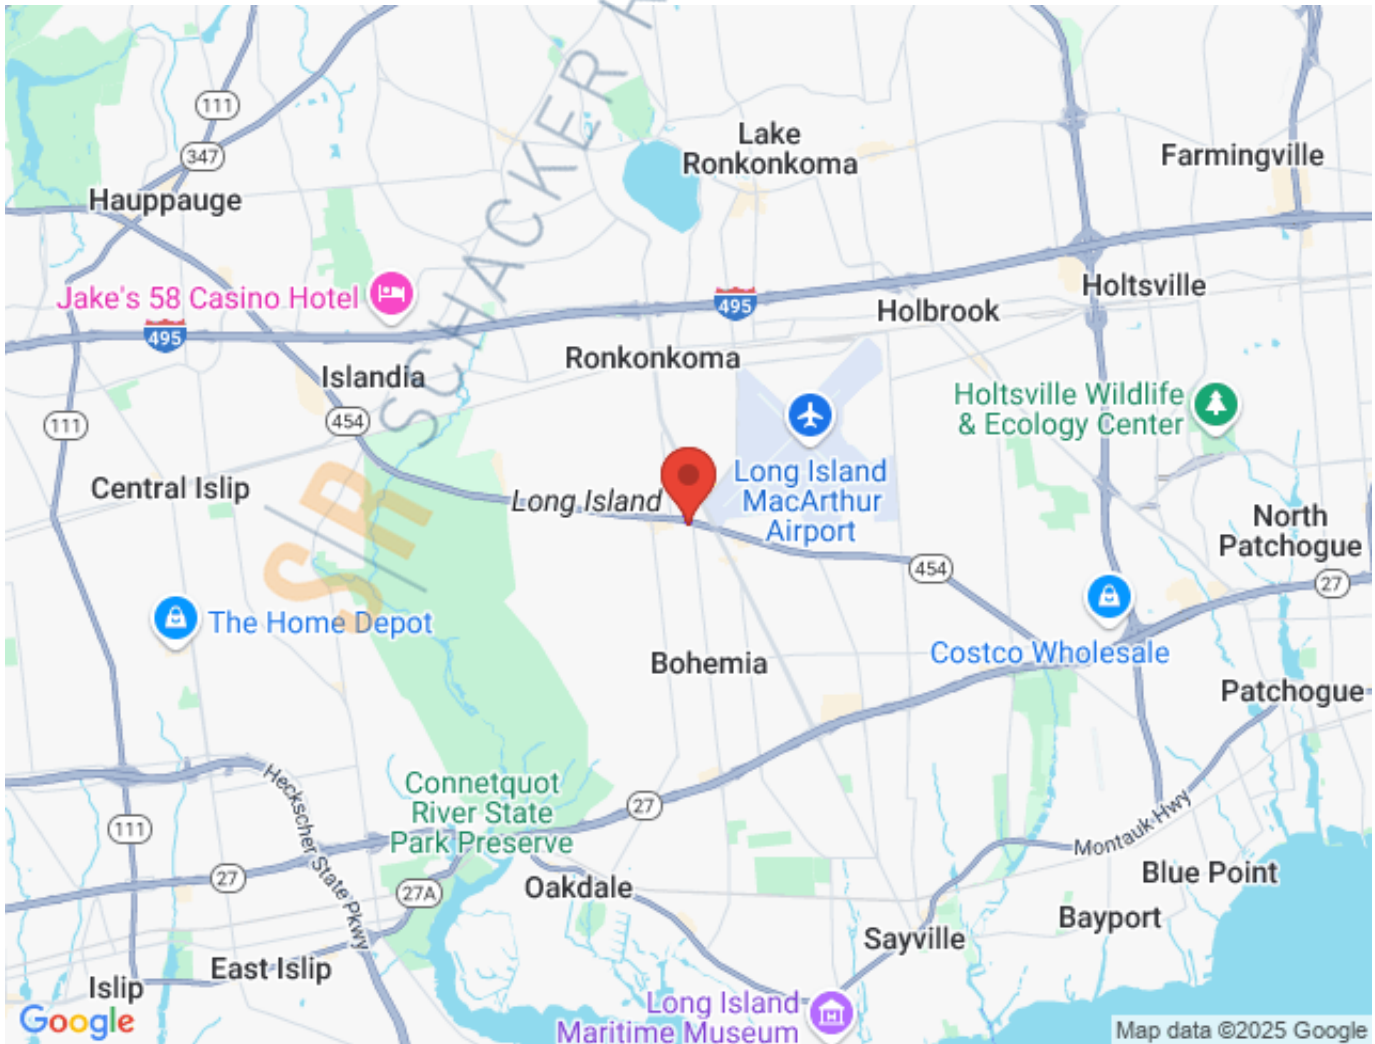 SIR
SCHACKER R
111
347
Hauppauge
Lake
Ronkonkoma
Farmingville
Jake's 58 Casino Hotel
495
495
Holtsville
Holbrook
Ronkonkoma
Islandia
454
111
Holtsville Wildlife
& Ecology Center
Central Islip
Long Island
Long Island
MacArthur
Airport
North
Patchogue
454
27
The Home Depot
Costco Wholesale
Bohemia
Patchogue
Connetquot
River State
Park Preserve
27
Heckscher State Pkwy
111
27
27A
Montauk Hwy
Oakdale
Blue Point
Bayport
Sayville
East Islip
Islip
Long Island
Maritime Museum
Google
Map data ©2025 Google